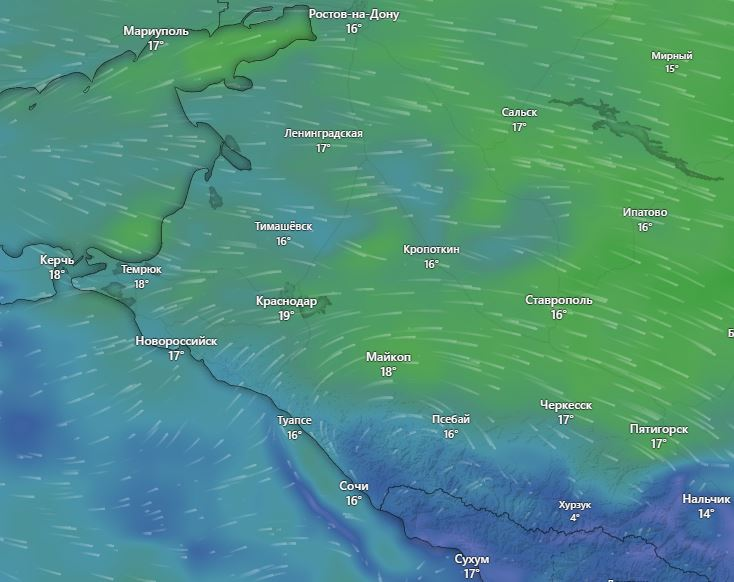 Ростов-на-Дону
16°
Мариуполь
17°
Мирный
15°
Сальск
17°
Ленинградская
17°
Ипатово
16°
Тимашёвск
16°
Кропоткин
16°
Керчь
18°
Темрюк
18°
Краснодар
19°
Ставрополь
16°
Новороссийск
17°
Майкоп
18°
Черкесск
17°
Туапсе
16°
Псебай
16°
Пятигорск
17°
Сочи
16°
Хурзук
4°
Нальчик
14°
Сухум
17°